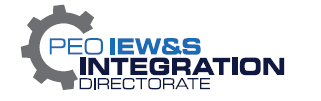 PEO IEW&S
INTEGRATION
DIRECTORATE